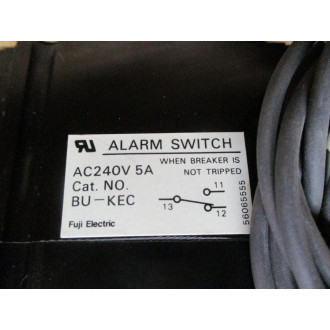 ALARM SWITCH
AC240V 5A
WHEN BREAKER IS
NOT TRIPPED
Cat. NO.
BU-KEC
11
13
12
Fuji Electric
56065555